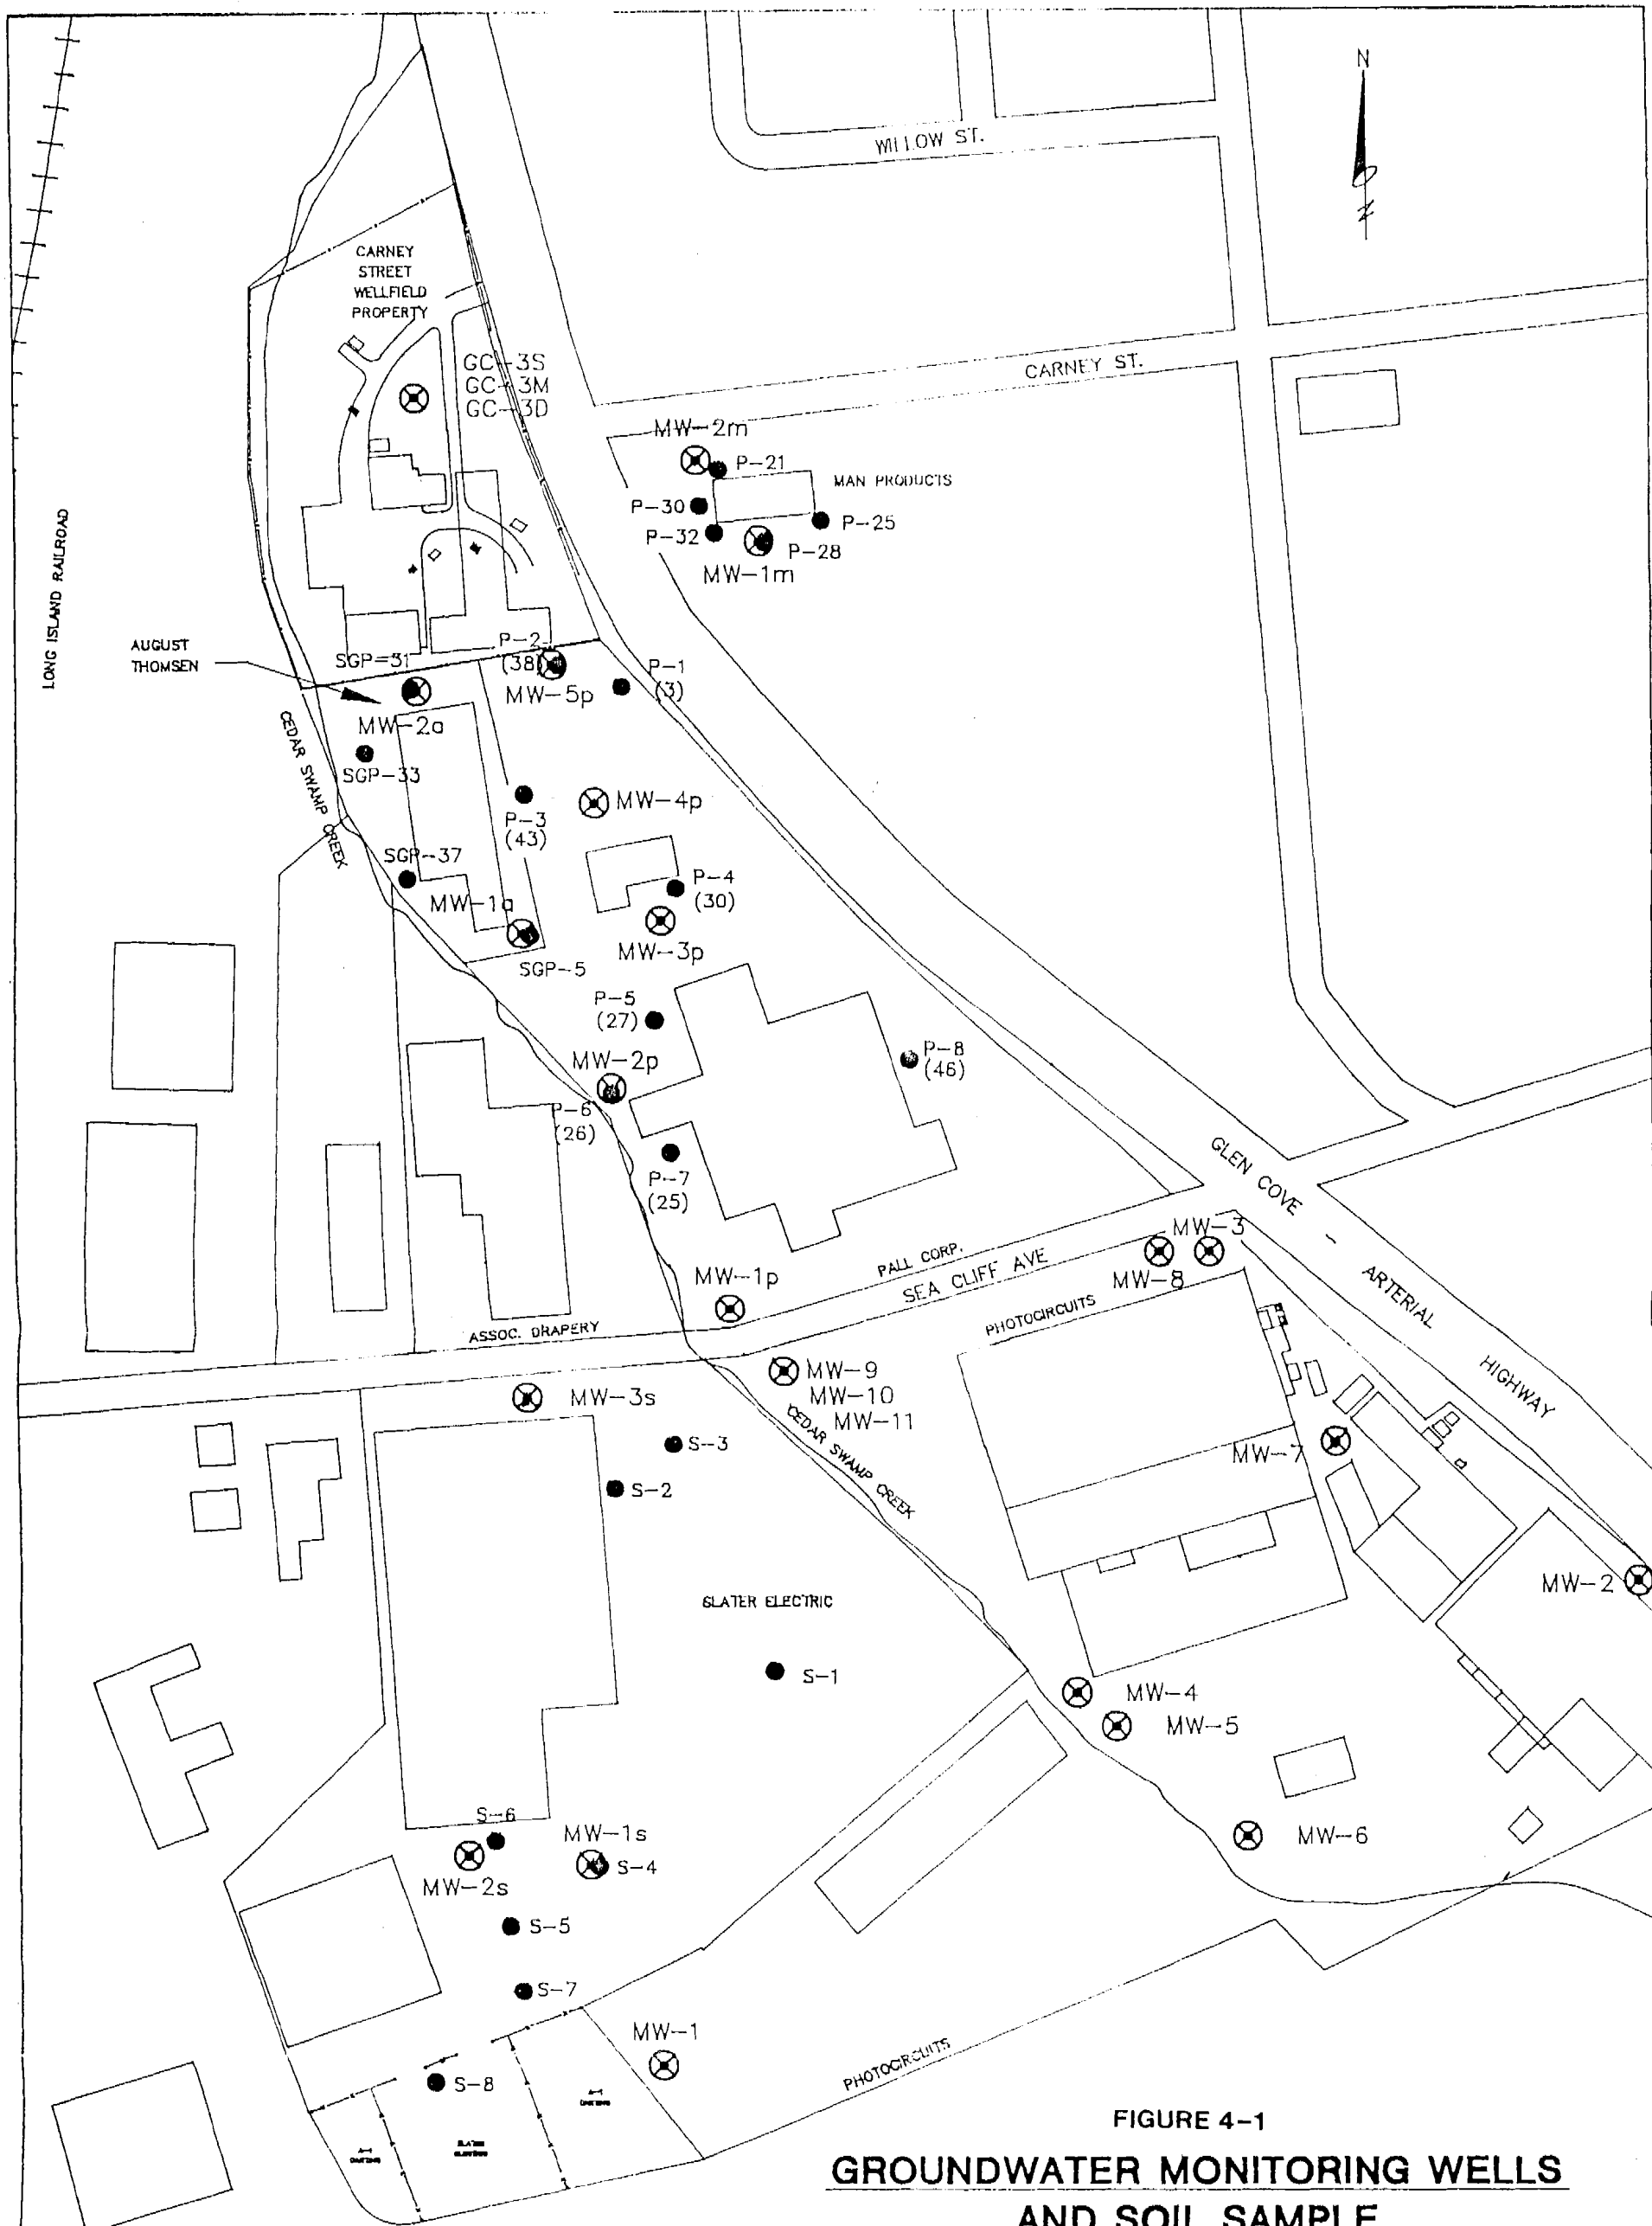 N
WILLOW ST.
CARNEY
STREET
WELLFIELD
PROPERTY
GC-3S
GC-3M
GC-3D
CARNEY ST.
MW-2m
P-21
MAN PRODUCTS
P-30
P-25
P-32
P-28
MW-1m
LONG ISLAND RAILROAD
AUGUST
THOMSEN
SGP-31
P-2
(38)
P-1
(3)
MW-5p
MW-2a
CEDAR SWAMP CREEK
SGP-33
MW-4p
P-3
(43)
SGP-37
P-4
(30)
MW-1a
MW-3p
SGP-5
P-5
(27)
P-8
(46)
MW-2p
P-6
(26)
P-7
(25)
GLEN COVE - ARTERIAL HIGHWAY
MW-3
MW-8
PALL CORP.
SEA CLIFF AVE
MW-1p
PHOTOCIRCUITS
ASSOC. DRAPERY
MW-9
MW-10
MW-11
MW-3s
CEDAR SWAMP CREEK
S-3
MW-7
S-2
MW-2
SLATER ELECTRIC
S-1
MW-4
MW-5
S-6
MW-1s
MW-6
S-4
MW-2s
S-5
S-7
MW-1
PHOTOCIRCUITS
S-8
FIGURE 4-1
GROUNDWATER MONITORING WELLS
AND SOIL SAMPLE